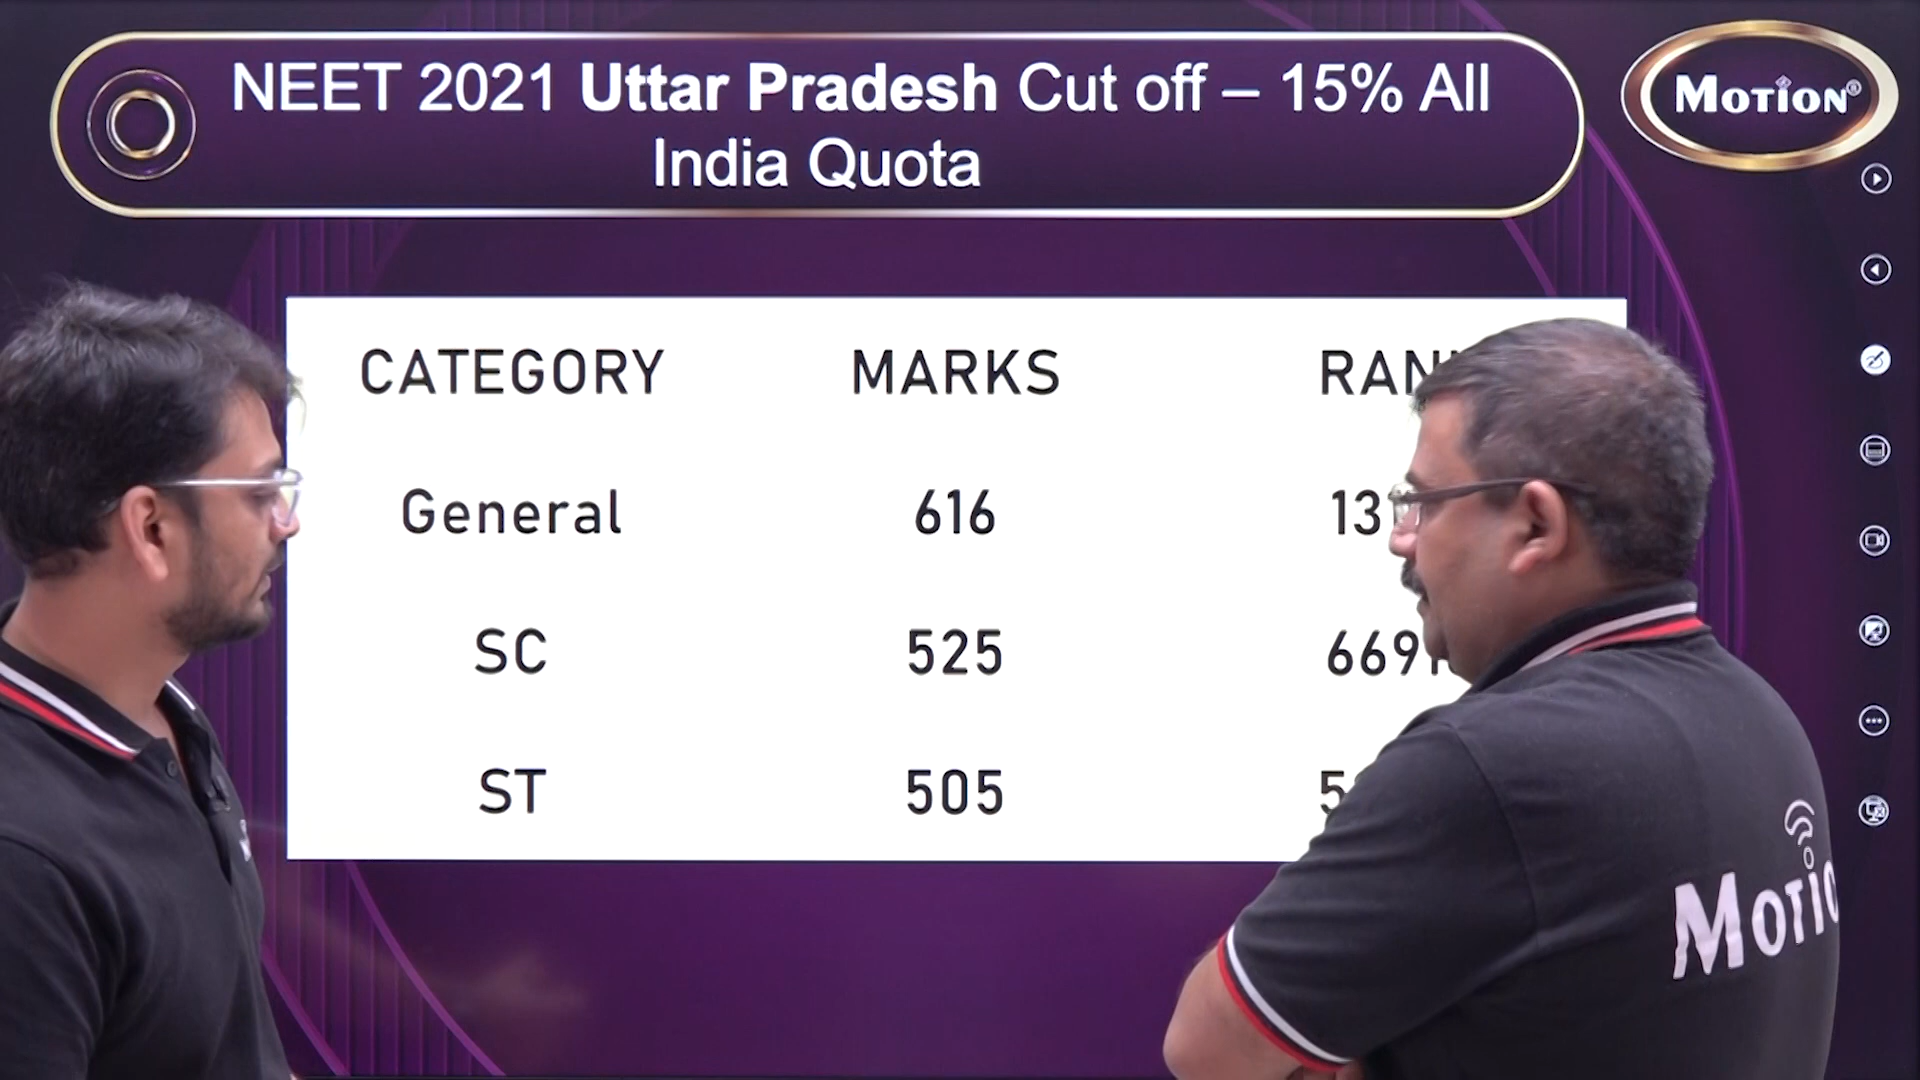 NEET 2021 Uttar Pradesh Cut off – 15% All
India Quota
MOTION®
CATEGORY MARKS
General 616
SC 525
ST 505